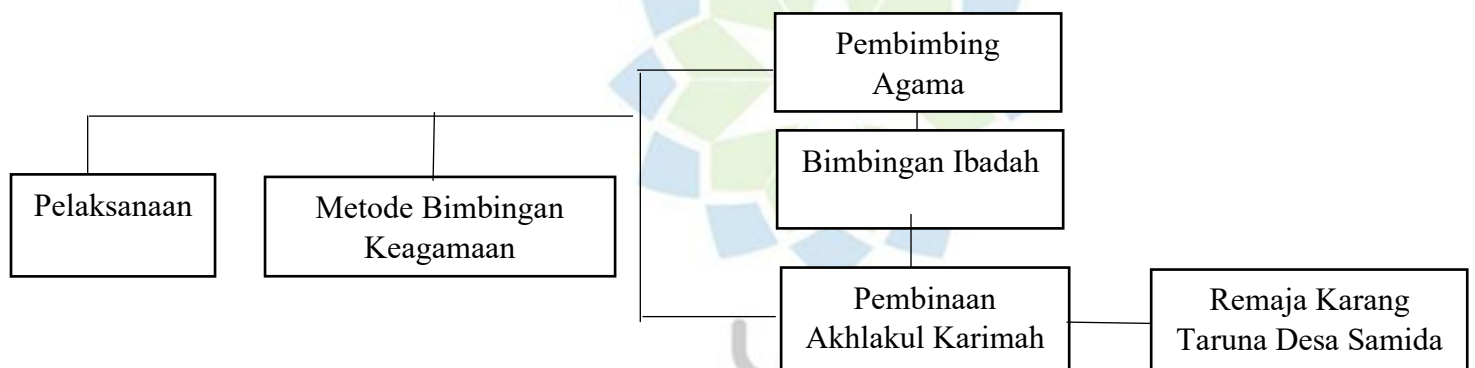 Pembimbing
Agama
Bimbingan Ibadah
Pelaksanaan
Metode Bimbingan
Keagamaan
Pembinaan
Akhlakul Karimah
Remaja Karang
Taruna Desa Samida